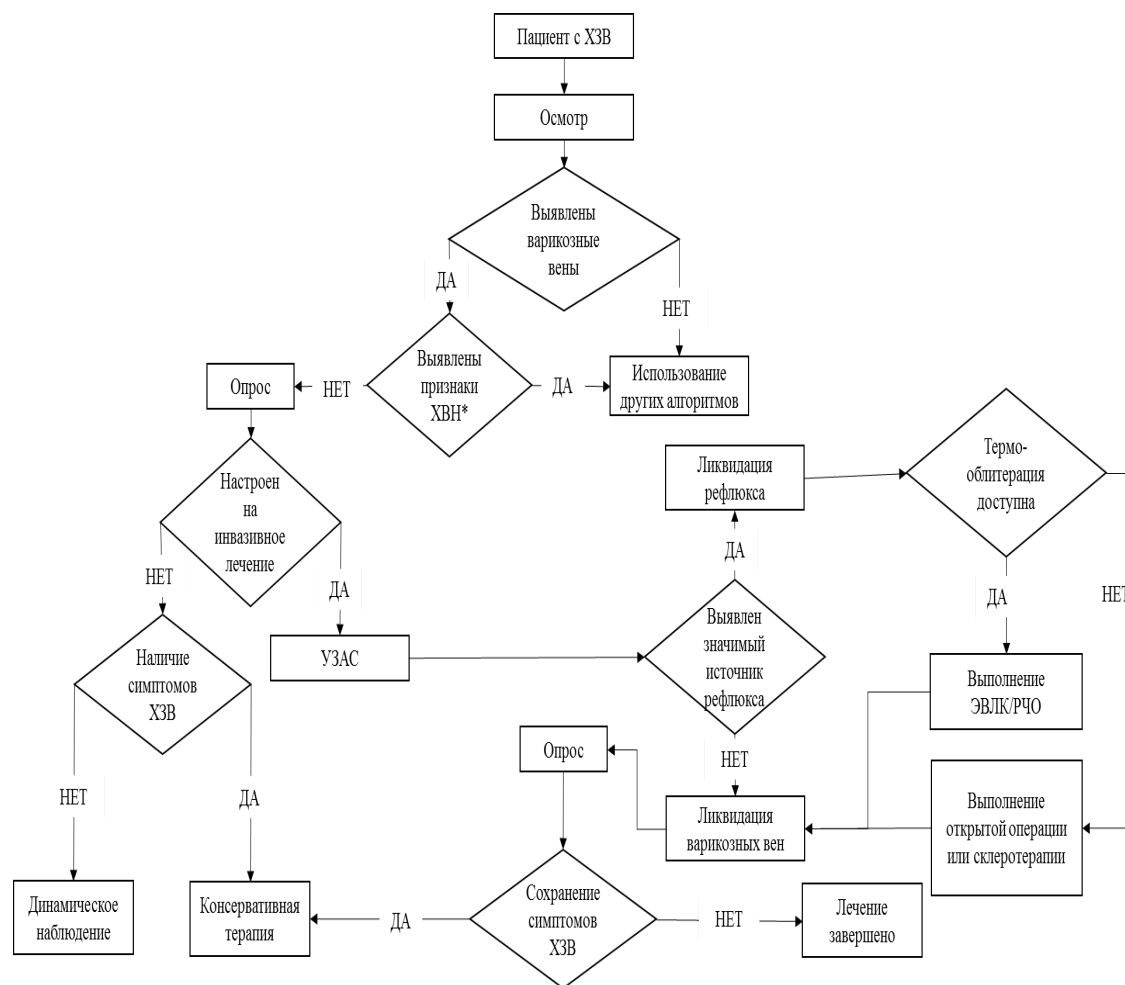 Пациент с ХЗВ
Осмотр
Выявлены
варикозные
вены
ДА
НЕТ
Выявлены
признаки
ХВН*
НЕТ
ДА
Опрос
Использование
других алгоритмов
Настроен
на
инвазивное
лечение
НЕТ
ДА
Ликвидация
рефлюкса
Термо-
облитерация
доступна
ДА
НЕТ
ДА
Выявлен
значимый
источник
рефлюкса
НЕТ
УЗАС
Наличие
симптомов
ХЗВ
НЕТ
ДА
Выполнение
ЭВЛК/РЧО
Опрос
Ликвидация
варикозных вен
Выполнение
открытой операции
или склеротерапии
Динамическое
наблюдение
Консервативная
терапия
ДА
Сохранение
симптомов
ХЗВ
НЕТ
Лечение
завершено